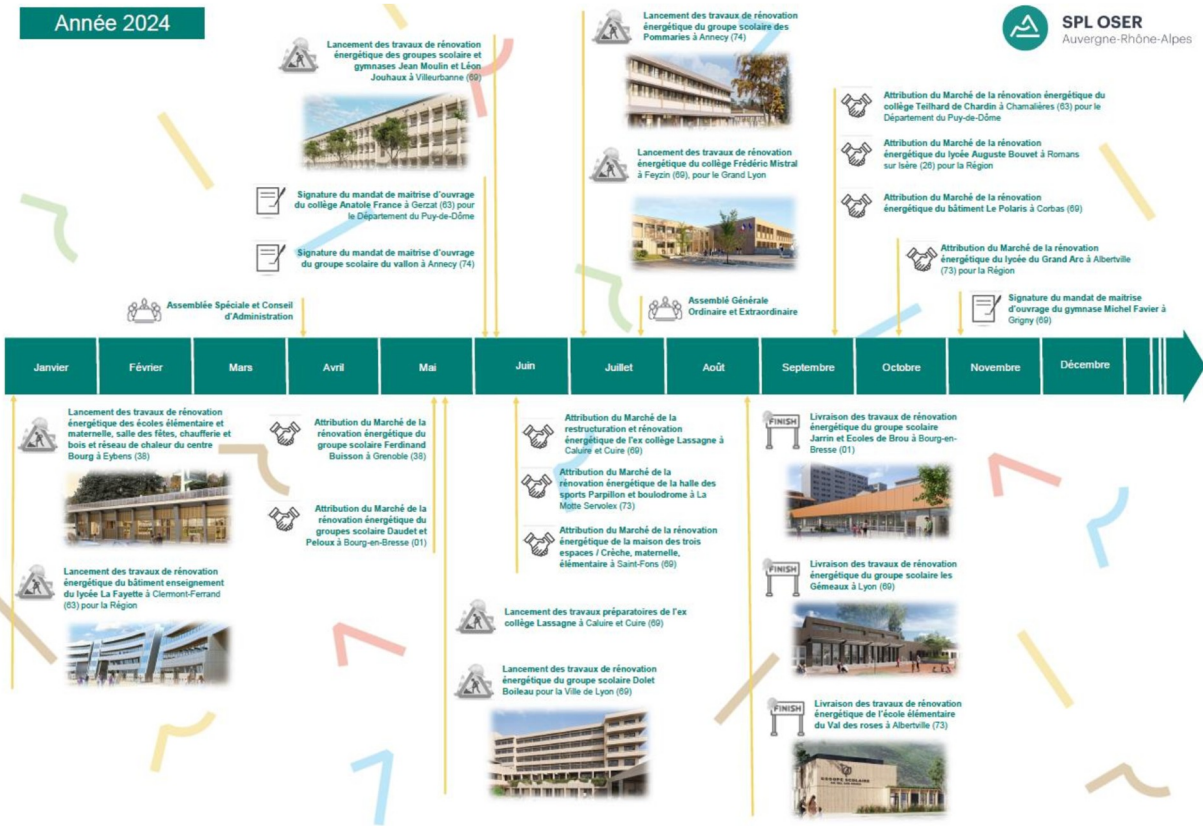 Année 2024
SPL OSER
Auvergne-Rhône-Alpes
Lancement des travaux de rénovation
énergétique des groupes scolaire et
gymnases Jean Moulin et Léon
Jouhaux à Villeurbanne (69)
Signature du mandat de maitrise d'ouvrage
du collège Anatole France à Gerzat (63) pour
le Département du Puy-de-Dôme
Signature du mandat de maitrise d'ouvrage
du groupe scolaire du vallon à Annecy (74)
Assemblée Spéciale et Conseil
d'Administration
Lancement des travaux de rénovation
énergétique du groupe scolaire des
Pommaries à Annecy (74)
Lancement des travaux de rénovation
énergétique du collège Frédéric Mistral
à Feyzin (69), pour le Grand Lyon
Assemblé Générale
Ordinaire et Extraordinaire
Attribution du Marché de la rénovation énergétique du
collège Teilhard de Chardin à Chamalières (63) pour le
Département du Puy-de-Dôme
Attribution du Marché de la rénovation
énergétique du lycée Auguste Bouvet à Romans
sur Isère (26) pour la Région
Attribution du Marché de la rénovation
énergétique du bâtiment Le Polaris à Corbas (69)
Attribution du Marché de la rénovation
énergétique du lycée du Grand Arc à Albertville
(73) pour la Région
Signature du mandat de maitrise
d'ouvrage du gymnase Michel Favier à
Grigny (69)
Janvier
Février
Mars
Avril
Mai
Juin
Juillet
Août
Septembre
Octobre
Novembre
Décembre
Lancement des travaux de rénovation
énergétique des écoles élémentaire et
maternelle, salle des fêtes, chaufferie et
bois et réseau de chaleur du centre
Bourg à Eybens (38)
Lancement des travaux de rénovation
énergétique du bâtiment enseignement
du lycée La Fayette à Clermont-Ferrand
(63) pour la Région
Attribution du Marché de la
rénovation énergétique du
groupe scolaire Ferdinand
Buisson à Grenoble (38)
Attribution du Marché de la
rénovation énergétique du
groupes scolaire Daudet et
Peloux à Bourg-en-Bresse (01)
Attribution du Marché de la
restructuration et rénovation
énergétique de l'ex collège Lassagne à
Caluire et Cuire (69)
Attribution du Marché de la
rénovation énergétique de la halle des
sports Parpillon et boulodrome à La
Motte Servolex (73)
Attribution du Marché de la rénovation
énergétique de la maison des trois
espaces / Crèche, maternelle,
élémentaire à Saint-Fons (69)
Lancement des travaux préparatoires de l'ex
collège Lassagne à Caluire et Cuire (69)
Lancement des travaux de rénovation
énergétique du groupe scolaire Dolet
Boileau pour la Ville de Lyon (69)
FINISH
Livraison des travaux de rénovation
énergétique du groupe scolaire
Jarrin et Ecoles de Brou à Bourg-en-
Bresse (01)
FINISH
Livraison des travaux de rénovation
énergétique du groupe scolaire les
Gémeaux à Lyon (69)
FINISH
Livraison des travaux de rénovation
énergétique de l'école élémentaire
du Val des roses à Albertville (73)
GROUPE SCOLAIRE